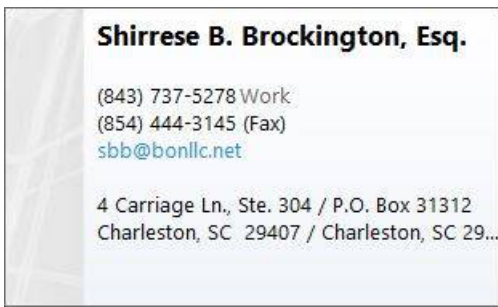 Shirrese B. Brockington, Esq.
(843) 737-5278 Work
(854) 444-3145 (Fax)
sbb@bonllc.net
4 Carriage Ln., Ste. 304 / P.O. Box 31312
Charleston, SC  29407 / Charleston, SC 29...